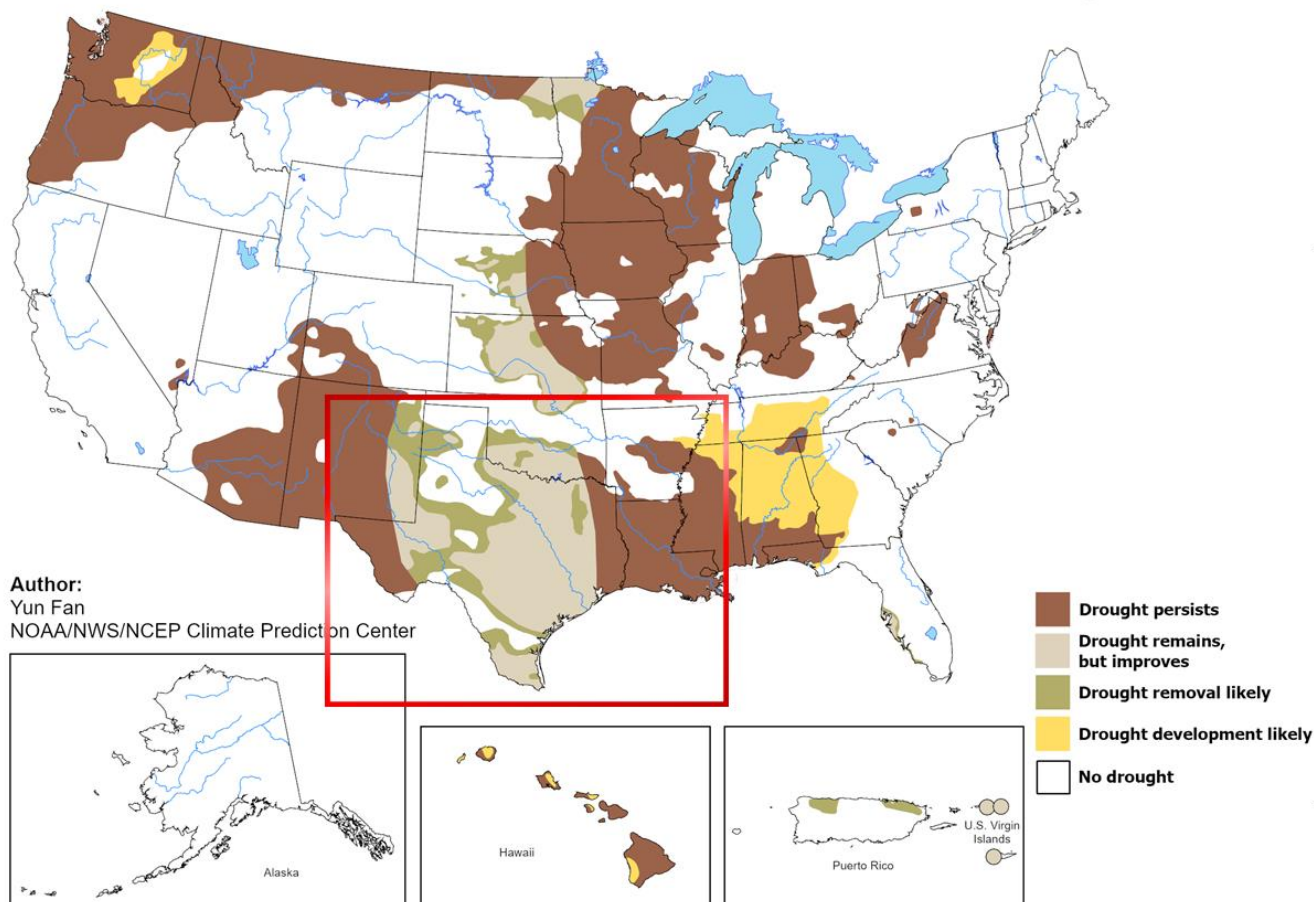 Author:
Yun Fan
NOAA/NWS/NCEP Climate Prediction Center
Drought persists
Drought remains,
but improves
Drought removal likely
Drought development likely
No drought
Alaska
Hawaii
Puerto Rico
U.S. Virgin
Islands